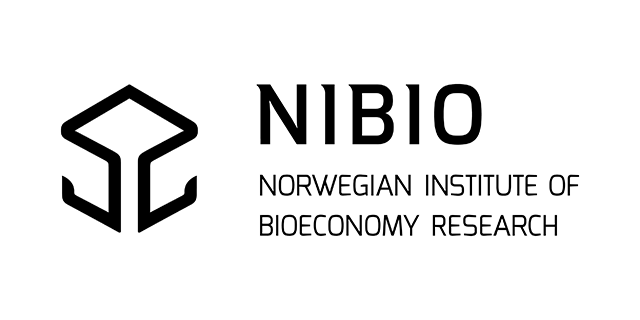 NIBIO
NORWEGIAN INSTITUTE OF
BIOECONOMY RESEARCH